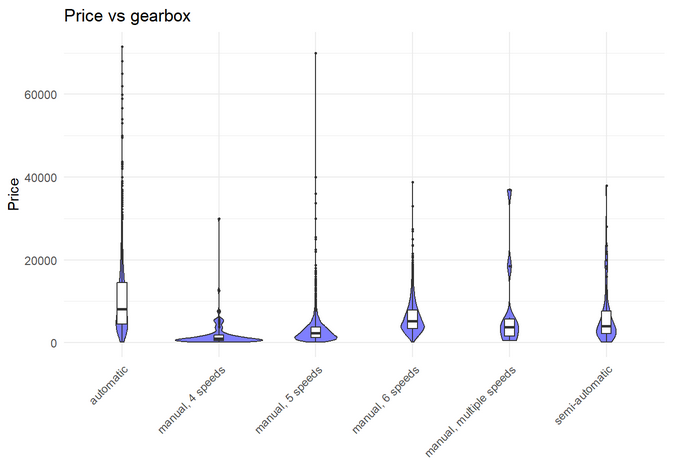 Price vs gearbox
Price
60000
40000
20000
0
automatic
manual, 4 speeds
manual, 5 speeds
manual, 6 speeds
manual, multiple speeds
semi-automatic